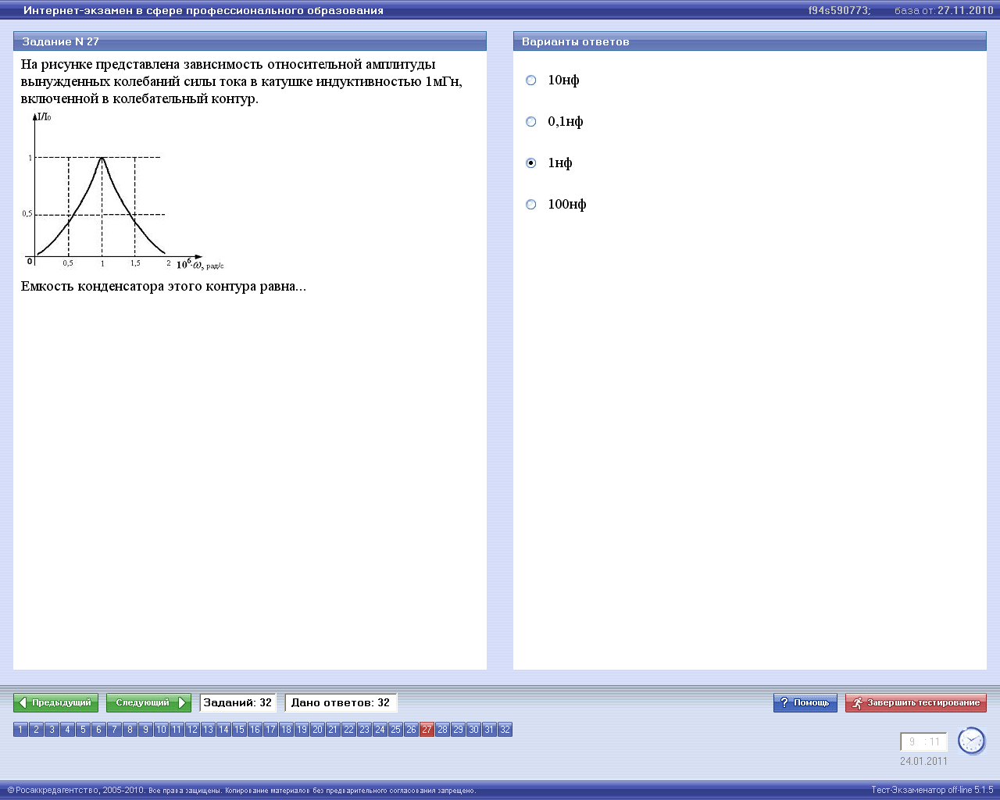 Интернет-экзамен в сфере профессионального образования
f94s590773; база от: 27.11.2010
Задание N 27
На рисунке представлена зависимость относительной амплитуды
вынужденных колебаний силы тока в катушке индуктивностью 1мГн,
включенной в колебательный контур.
I/I₀
1
0,5
0 0,5 1 1,5 2 10⁶·ω, рад/с
Емкость конденсатора этого контура равна...
Варианты ответов
10нф
0,1нф
1нф
100нф
Предыдущий Следующий Заданий: 32 Дано ответов: 32 Помощь Завершить тестирование
1 2 3 4 5 6 7 8 9 10 11 12 13 14 15 16 17 18 19 20 21 22 23 24 25 26 27 28 29 30 31 32
9 : 11
24.01.2011
© Росаккредагентство, 2005-2010. Все права защищены. Копирование материалов без предварительного согласования запрещено. Тест-Экзаменатор off-line 5.1.5